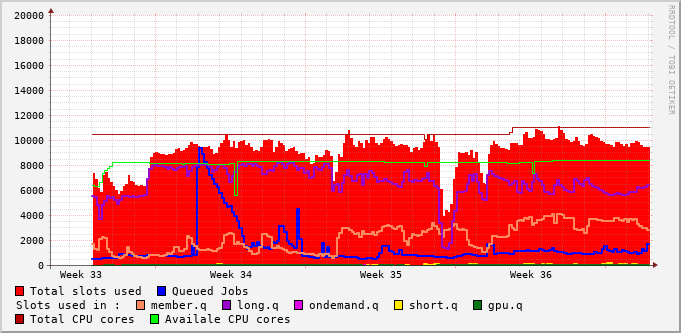 20000
18000
16000
14000
12000
10000
8000
6000
4000
2000
0
Week 33 Week 34 Week 35 Week 36
RRDTOOL / TOBI OETIKER
Total slots used Queued Jobs
Slots used in : member.q long.q ondemand.q short.q gpu.q
Total CPU cores Availale CPU cores